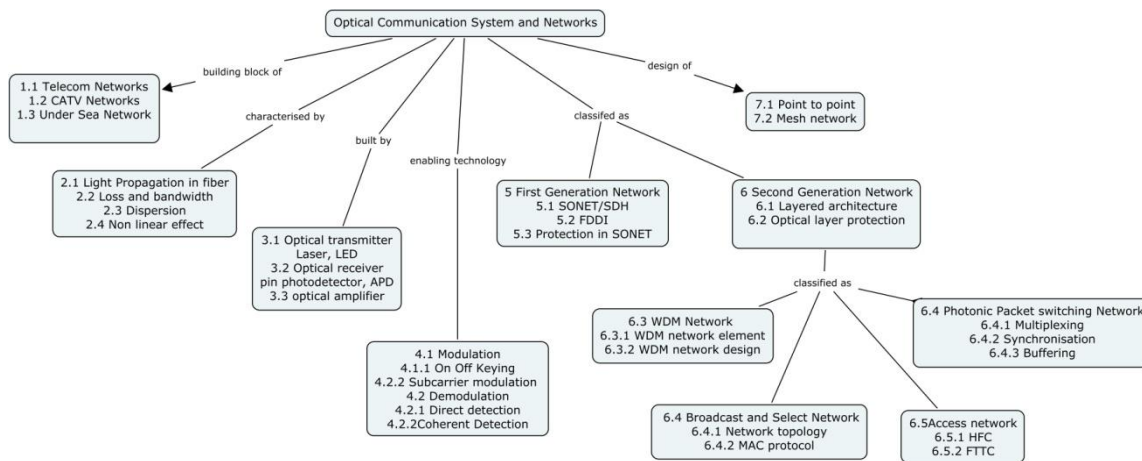 Optical Communication System and Networks
building block of
design of
1.1 Telecom Networks
1.2 CATV Networks
1.3 Under Sea Network
7.1 Point to point
7.2 Mesh network
characterised by
classifed as
built by
enabling technology
2.1 Light Propagation in fiber
2.2 Loss and bandwidth
2.3 Dispersion
2.4 Non linear effect
3.1 Optical transmitter
Laser, LED
3.2 Optical receiver
pin photodetector, APD
3.3 optical amplifier
5 First Generation Network
5.1 SONET/SDH
5.2 FDDI
5.3 Protection in SONET
6 Second Generation Network
6.1 Layered architecture
6.2 Optical layer protection
classified as
4.1 Modulation
4.1.1 On Off Keying
4.2.2 Subcarrier modulation
4.2 Demodulation
4.2.1 Direct detection
4.2.2Coherent Detection
6.3 WDM Network
6.3.1 WDM network element
6.3.2 WDM network design
6.4 Photonic Packet switching Network
6.4.1 Multiplexing
6.4.2 Synchronisation
6.4.3 Buffering
6.4 Broadcast and Select Network
6.4.1 Network topology
6.4.2 MAC protocol
6.5Access network
6.5.1 HFC
6.5.2 FTTC